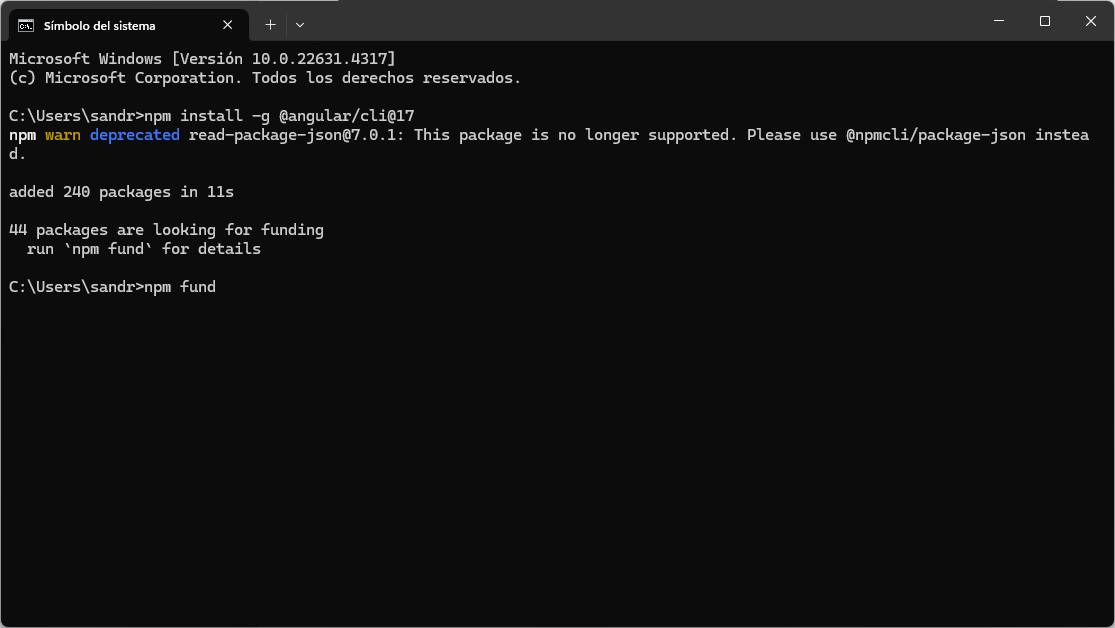 Símbolo del sistema
Microsoft Windows [Versión 10.0.22631.4317]
(c) Microsoft Corporation. Todos los derechos reservados.
C:\Users\sandr>npm install -g @angular/cli@17
npm warn deprecated read-package-json@7.0.1: This package is no longer supported. Please use @npmcli/package-json instea
d.
added 240 packages in 11s
44 packages are looking for funding
  run `npm fund` for details
C:\Users\sandr>npm fund